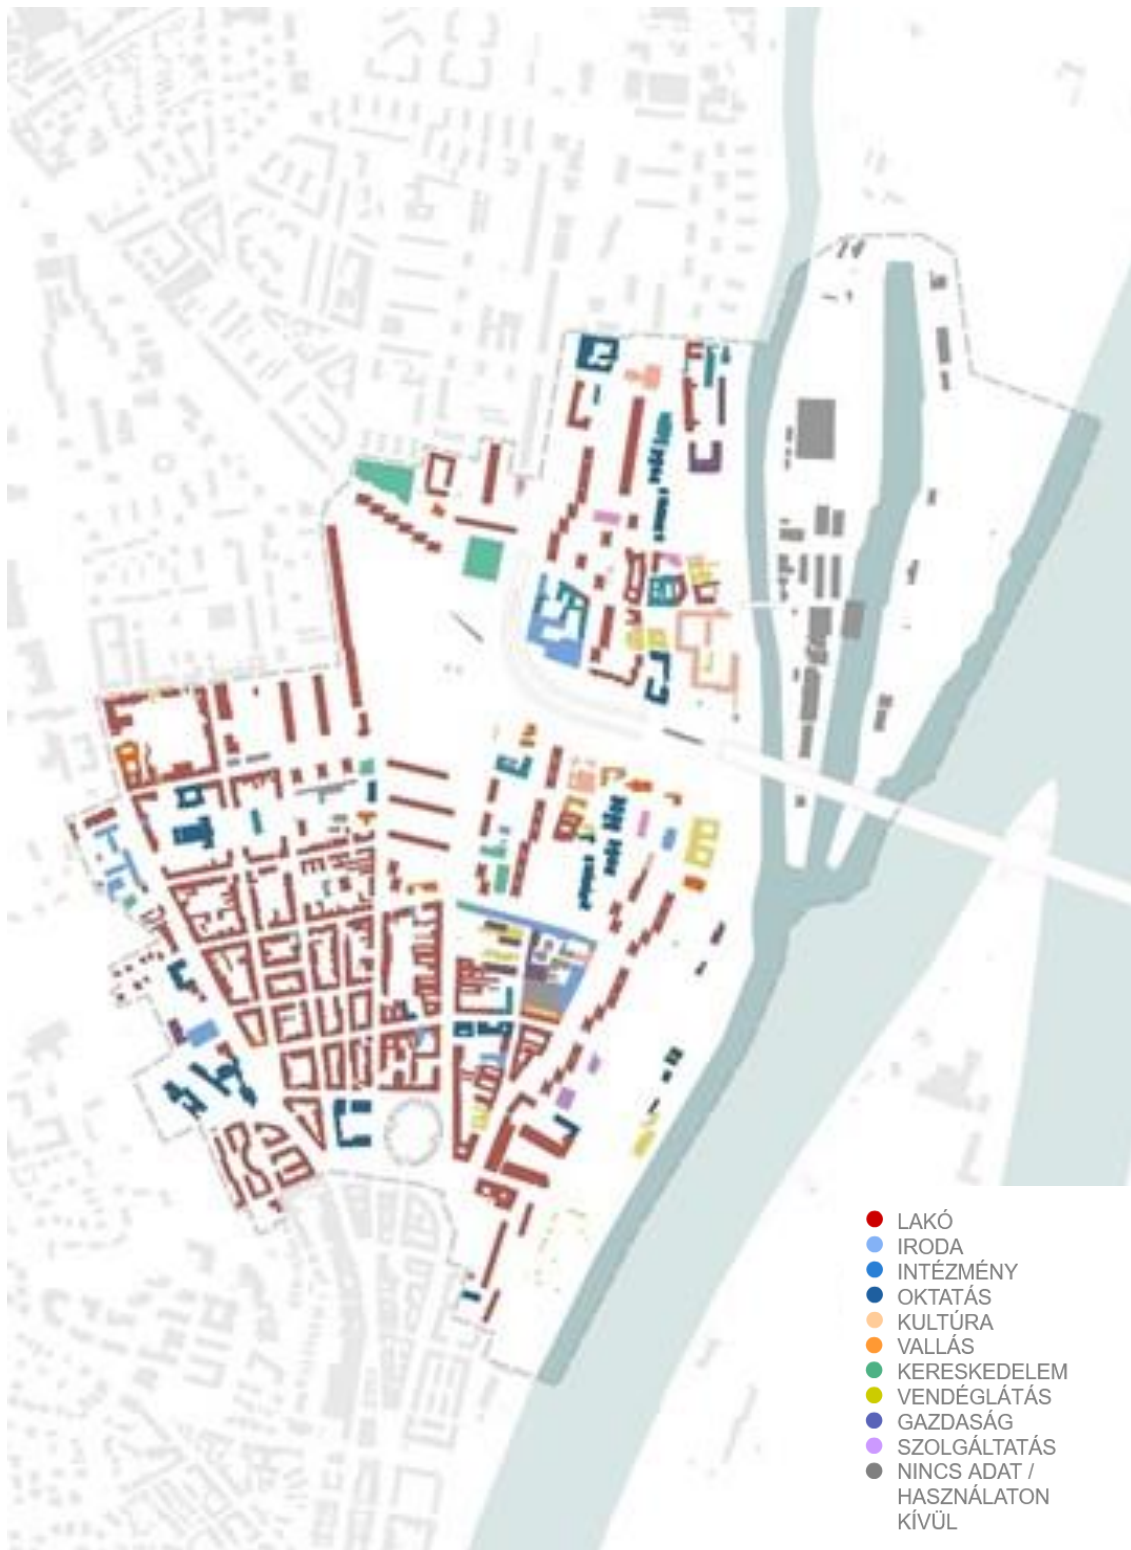 LAKÓ
IRODA
INTÉZMÉNY
OKTATÁS
KULTÚRA
VALLÁS
KERESKEDELEM
VENDÉGLÁTÁS
GAZDASÁG
SZOLGÁLTATÁS
NINCS ADAT /
HASZNÁLATON
KÍVÜL